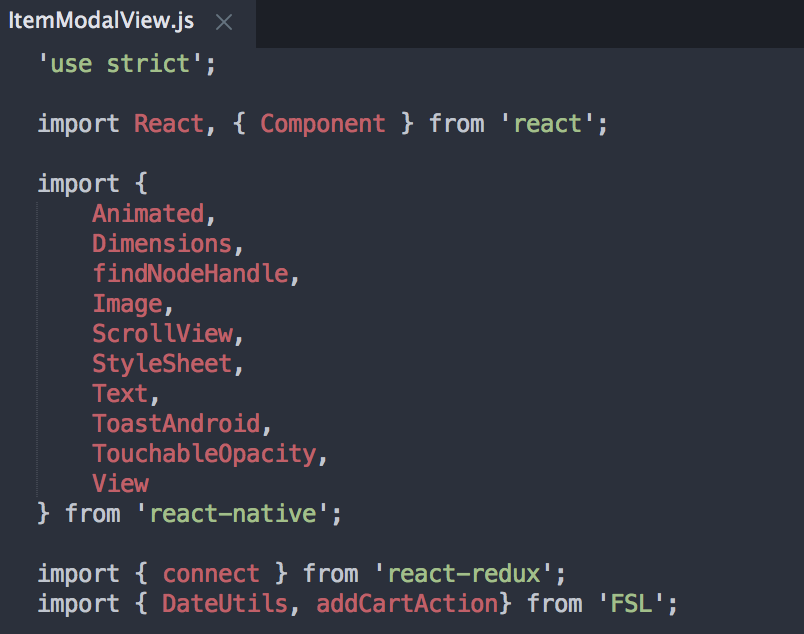 ItemModalView.js
'use strict';
import React, { Component } from 'react';
import {
Animated,
Dimensions,
findNodeHandle,
Image,
ScrollView,
StyleSheet,
Text,
ToastAndroid,
TouchableOpacity,
View
} from 'react-native';
import { connect } from 'react-redux';
import { DateUtils, addCartAction} from 'FSL';